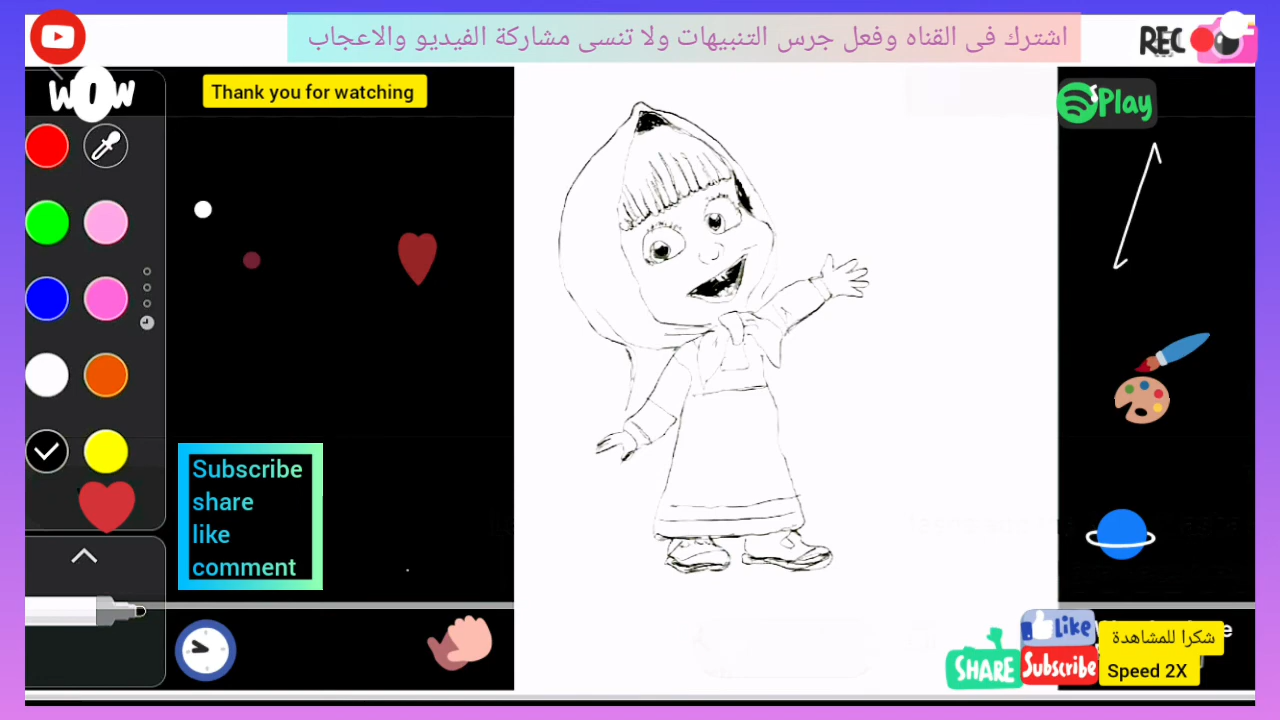 اشترك فى القناه وفعل جرس التنبيهات ولا تنسى مشاركة الفيديو والاعجاب
REC
WOW
Thank you for watching
Play
Subscribe
share
like
comment
Like
شكرا للمشاهدة
SHARE
Subscribe
Speed 2X